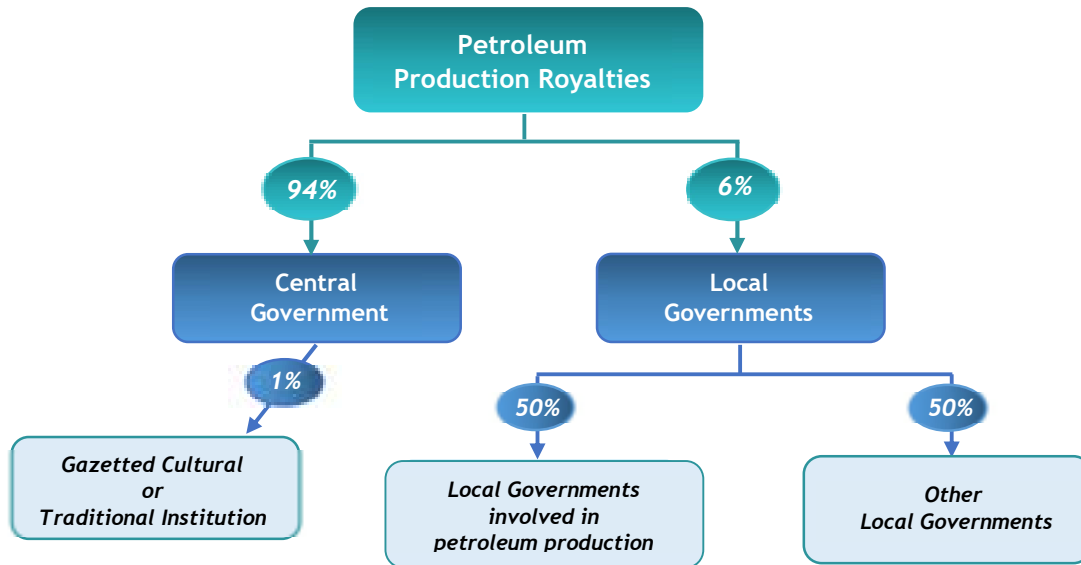 Petroleum
Production Royalties
94%
6%
Central
Government
Local
Governments
1%
50%
50%
Gazetted Cultural
or
Traditional Institution
Local Governments
involved in
petroleum production
Other
Local Governments